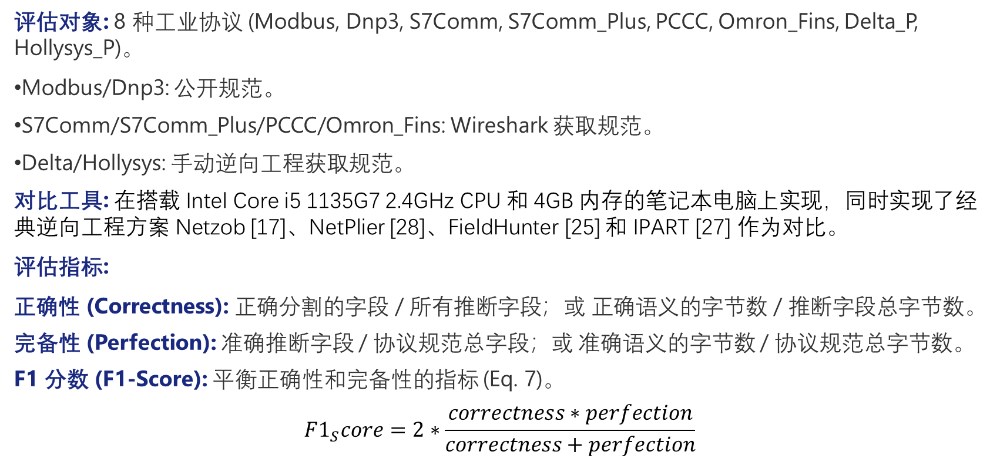 评估对象: 8 种工业协议 (Modbus, Dnp3, S7Comm, S7Comm_Plus, PCCC, Omron_Fins, Delta_P,
Hollysys_P)。
•Modbus/Dnp3: 公开规范。
•S7Comm/S7Comm_Plus/PCCC/Omron_Fins: Wireshark 获取规范。
•Delta/Hollysys: 手动逆向工程获取规范。
对比工具: 在搭载 Intel Core i5 1135G7 2.4GHz CPU 和 4GB 内存的笔记本电脑上实现，同时实现了经
典逆向工程方案 Netzob [17]、NetPlier [28]、FieldHunter [25] 和 IPART [27] 作为对比。
评估指标:
正确性 (Correctness): 正确分割的字段 / 所有推断字段；或 正确语义的字节数 / 推断字段总字节数。
完备性 (Perfection): 准确推断字段 / 协议规范总字段；或 准确语义的字节数 / 协议规范总字节数。
F1 分数 (F1-Score): 平衡正确性和完备性的指标 (Eq. 7)。
F1_Score = 2 * (correctness * perfection) / (correctness + perfection)